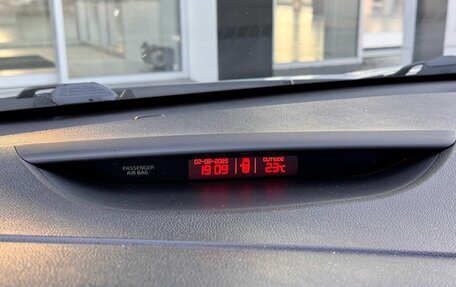 PASSENGER
AIR BAG
02-08-2023
OUTSIDE
19:09
23°C